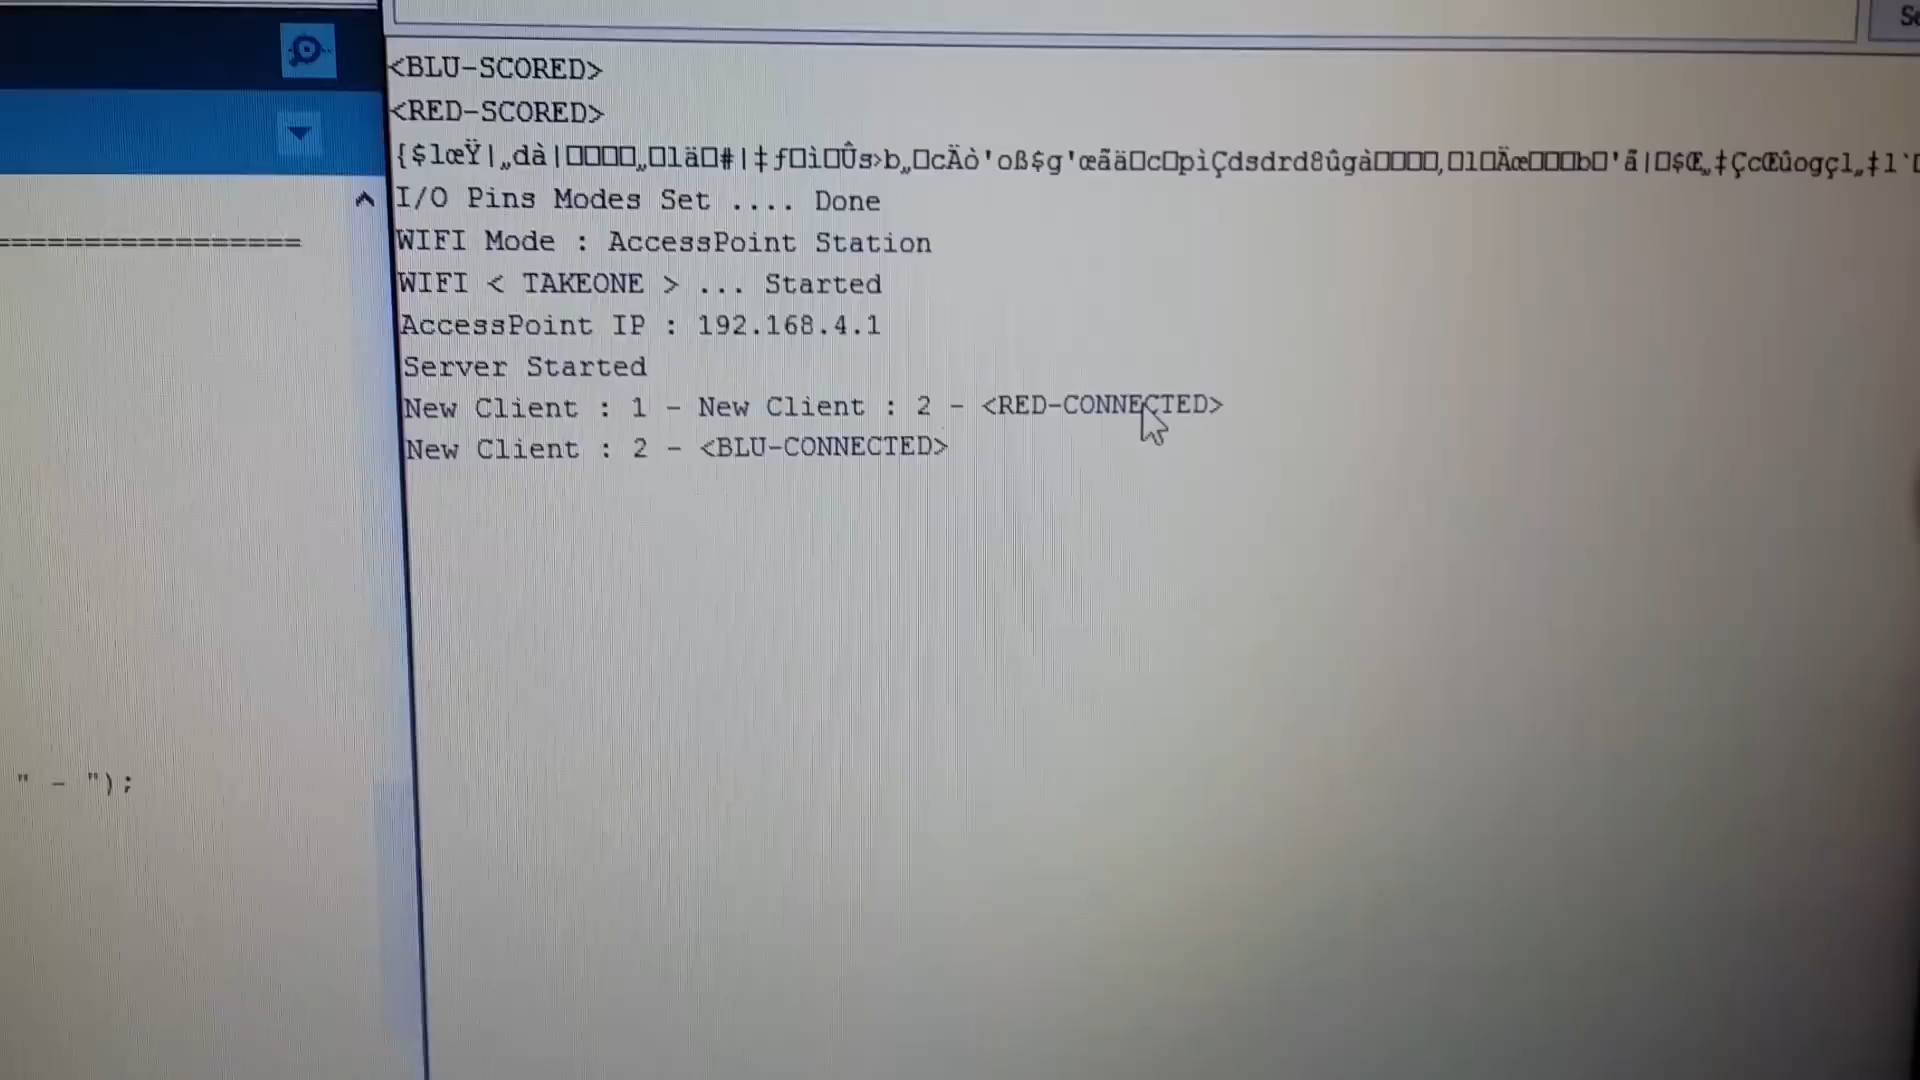 Se
<BLU-SCORED>
<RED-SCORED>
I/O Pins Modes Set .... Done
WIFI Mode : AccessPoint Station
WIFI < TAKEONE > ... Started
AccessPoint IP : 192.168.4.1
Server Started
New Client : 1 - New Client : 2 - <RED-CONNECTED>
New Client : 2 - <BLU-CONNECTED>
=================
" - ");